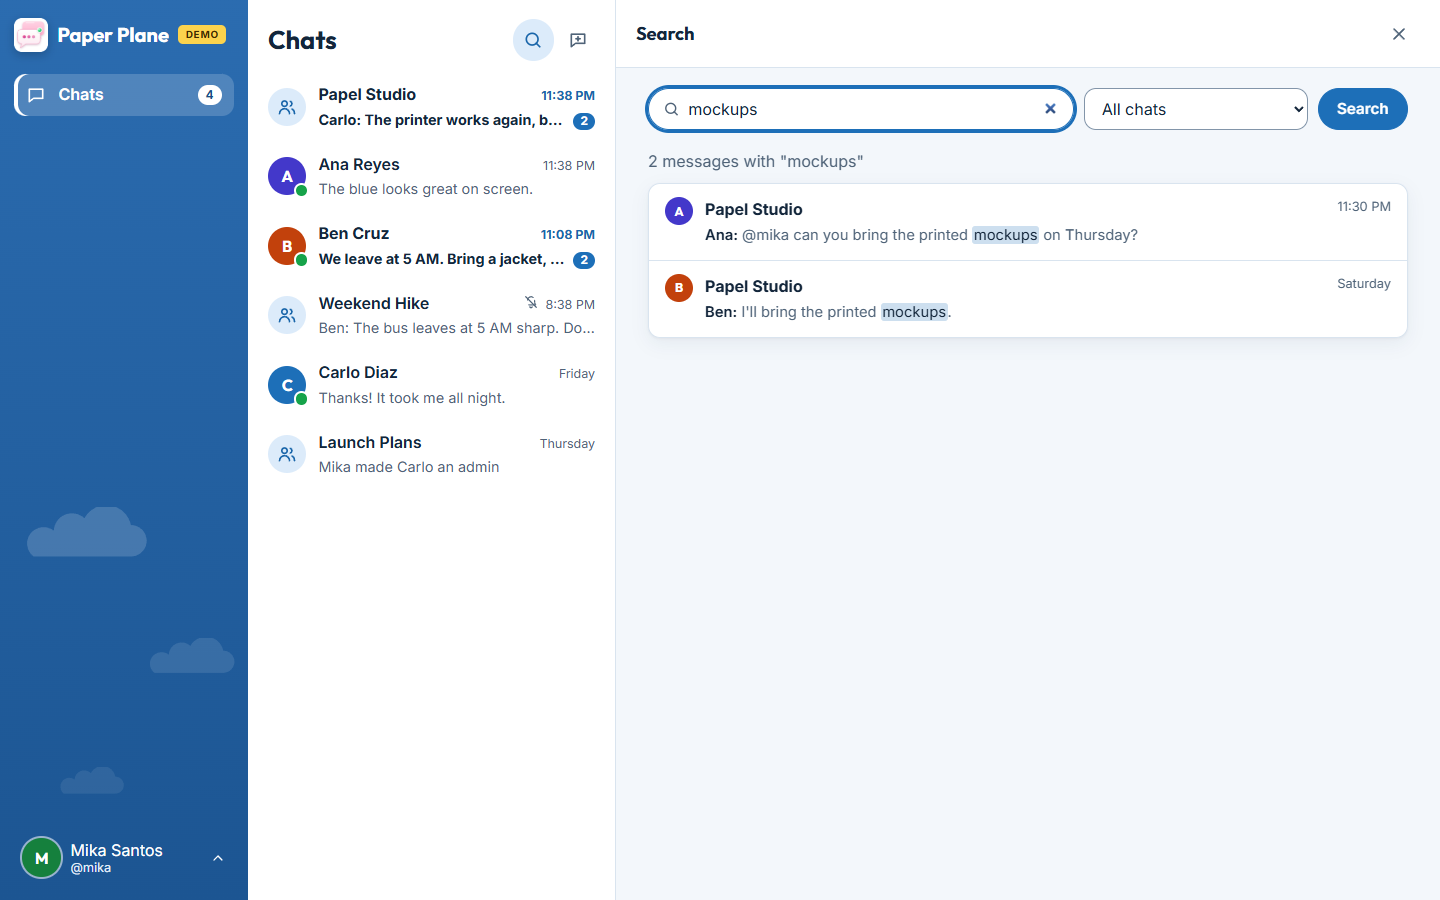 Paper Plane DEMO
Chats 4
Chats
Papel Studio 11:38 PM
Carlo: The printer works again, b... 2
A
Ana Reyes 11:38 PM
The blue looks great on screen.
B
Ben Cruz 11:08 PM
We leave at 5 AM. Bring a jacket, ... 2
Weekend Hike 8:38 PM
Ben: The bus leaves at 5 AM sharp. Do...
C
Carlo Diaz Friday
Thanks! It took me all night.
Launch Plans Thursday
Mika made Carlo an admin
M
Mika Santos
@mika
Search
mockups
All chats
Search
2 messages with "mockups"
A
Papel Studio 11:30 PM
Ana: @mika can you bring the printed mockups on Thursday?
B
Papel Studio Saturday
Ben: I'll bring the printed mockups.